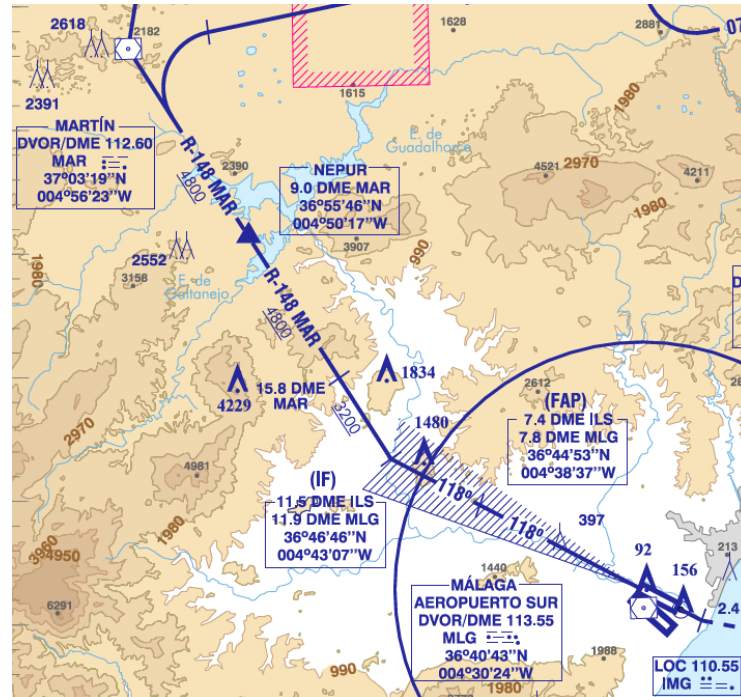 2618
2182
2391
MARTÍN
DVOR/DME 112.60
MAR
37º03'19"N
004º56'23"W
1628
2881
07
1980
1615
E. de
Guadalhorce
2970
4521
4211
1980
R-148 MAR
4800
2390
NEPUR
9.0 DME MAR
36º55'46"N
004º50'17"W
3907
990
1980
2552
3158
E. de
Gaitanejo
R-148 MAR
4800
D
4229
15.8 DME
MAR
3200
1834
2612
(FAP)
7.4 DME ILS
7.8 DME MLG
36º44'53"N
004º38'37"W
2970
1480
4981
(IF)
11.5 DME ILS
11.9 DME MLG
36º46'46"N
004º43'07"W
118º
118º
397
1980
3960
4950
6291
92
156
213
1440
MÁLAGA
AEROPUERTO SUR
DVOR/DME 113.55
MLG
36º40'43"N
004º30'24"W
2.4
990
1980
1988
LOC 110.55
IMG